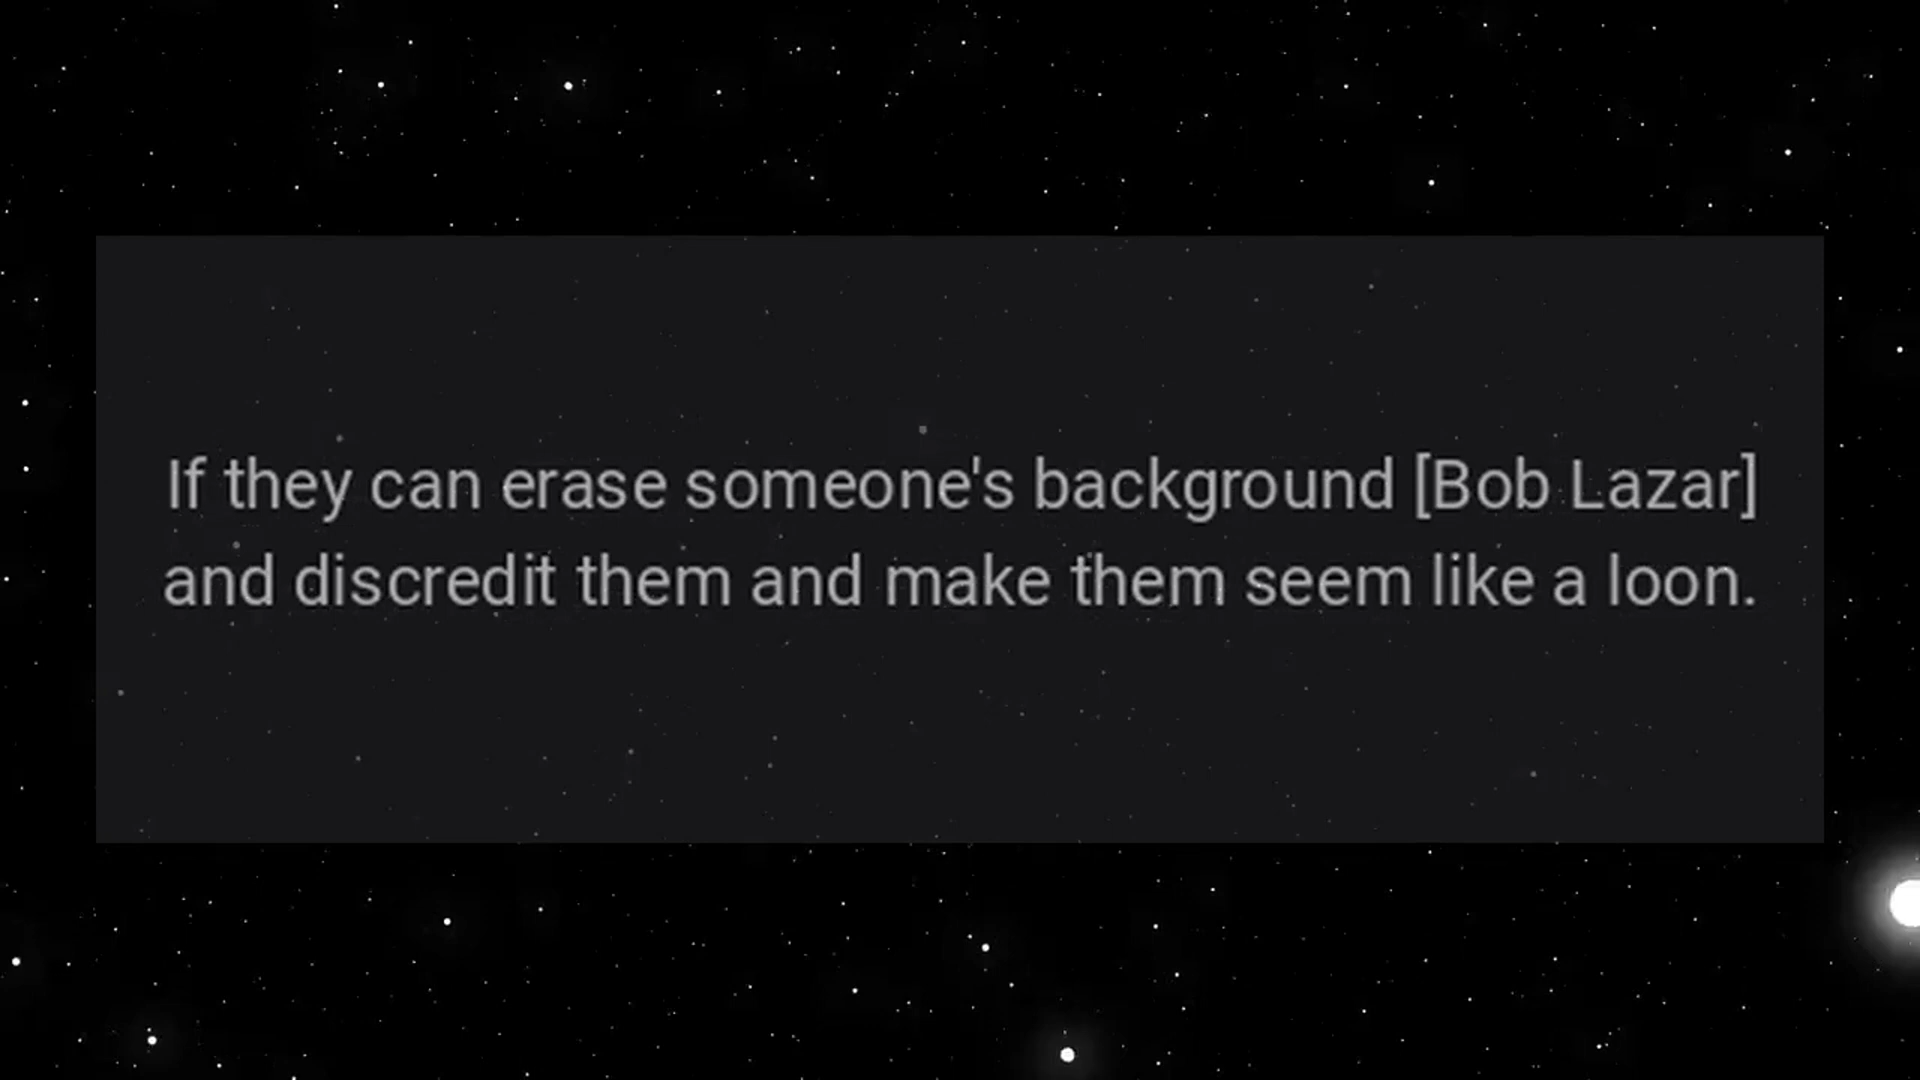 If they can erase someone's background [Bob Lazar]
and discredit them and make them seem like a loon.